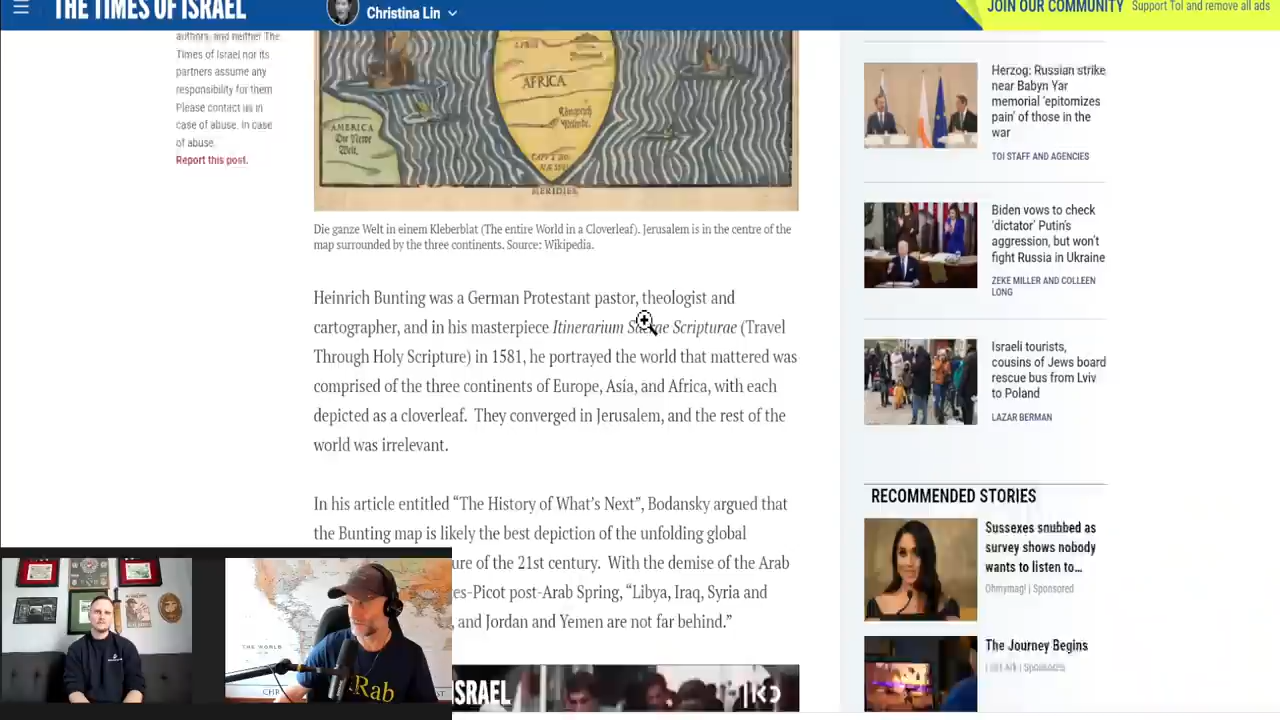 THE TIMES OF ISRAEL
Christina Lin
JOIN OUR COMMUNITY Support ToI and remove all ads
authors, and neither The
Times of Israel nor its
partners assume any
responsibility for them
Please contact us in
case of abuse. In case
of abuse
Report this post.
AFRICA
AMERICA
Die Newe
Welt.
MERIDIES
Die ganze Welt in einem Kleberblat (The entire World in a Cloverleaf). Jerusalem is in the centre of the
map surrounded by the three continents. Source: Wikipedia.
Heinrich Bunting was a German Protestant pastor, theologist and
cartographer, and in his masterpiece Itinerarium Scripturae (Travel
Through Holy Scripture) in 1581, he portrayed the world that mattered was
comprised of the three continents of Europe, Asia, and Africa, with each
depicted as a cloverleaf. They converged in Jerusalem, and the rest of the
world was irrelevant.
In his article entitled “The History of What’s Next”, Bodansky argued that
the Bunting map is likely the best depiction of the unfolding global
ure of the 21st century. With the demise of the Arab
es-Picot post-Arab Spring, “Libya, Iraq, Syria and
, and Jordan and Yemen are not far behind.”
ISRAEL
Herzog: Russian strike
near Babyn Yar
memorial ‘epitomizes
pain’ of those in the
war
TOI STAFF AND AGENCIES
Biden vows to check
‘dictator’ Putin’s
aggression, but won’t
fight Russia in Ukraine
ZEKE MILLER AND COLLEEN
LONG
Israeli tourists,
cousins of Jews board
rescue bus from Lviv
to Poland
LAZAR BERMAN
RECOMMENDED STORIES
Sussexes snubbed as
survey shows nobody
wants to listen to...
Ohmymag! | Sponsored
The Journey Begins
THE WORLD
Rab